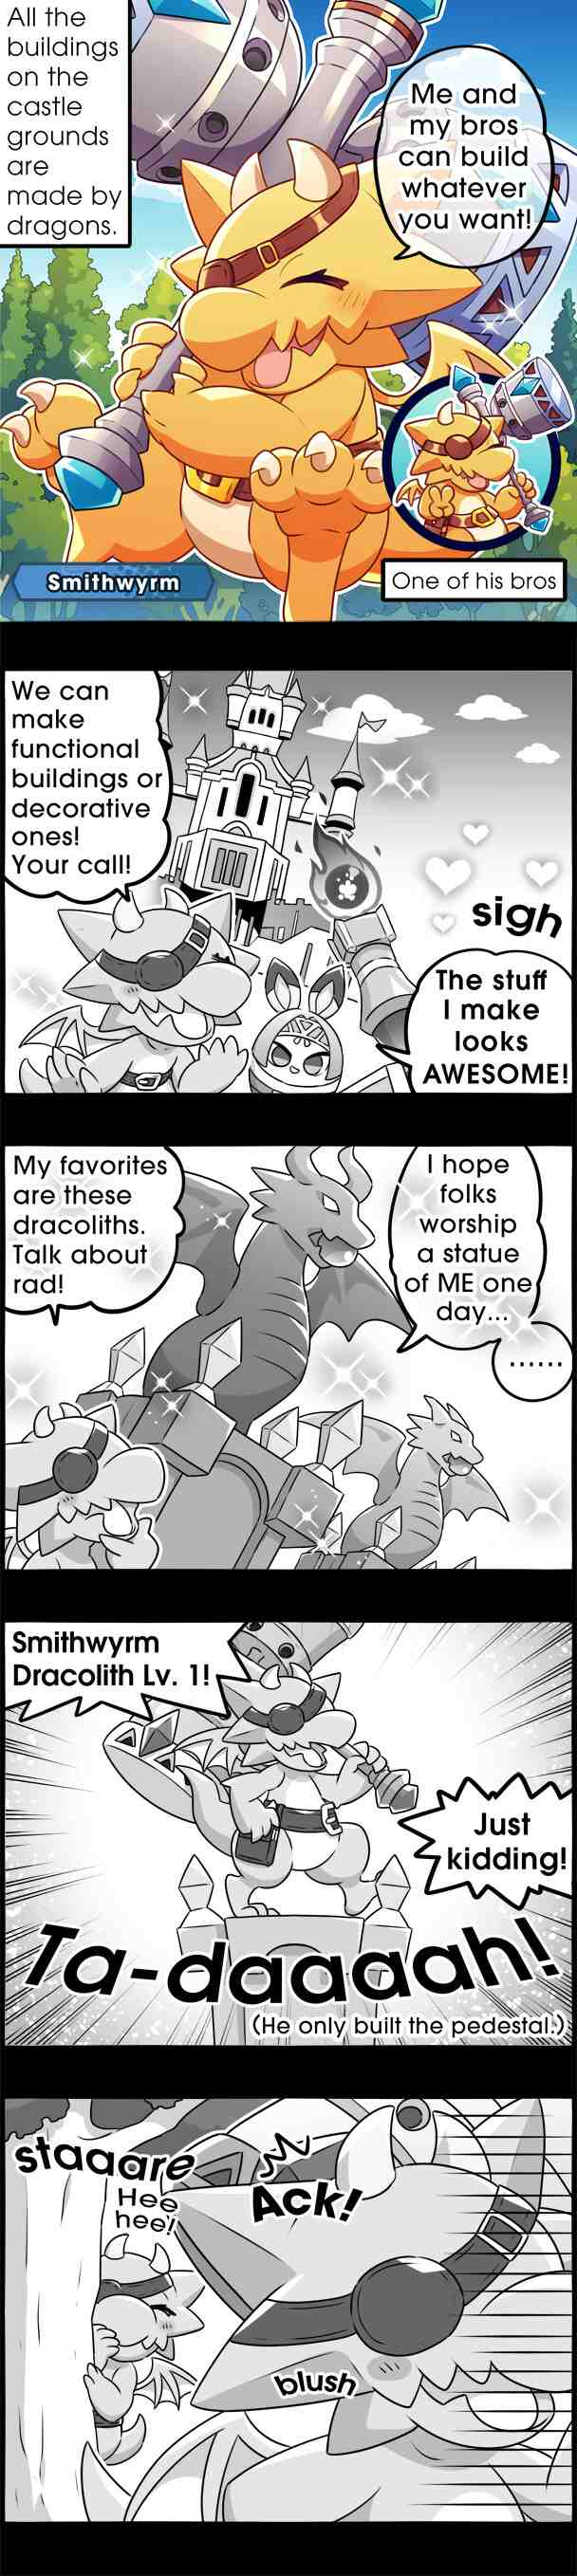 All the
buildings
on the
castle
grounds
are
made by
dragons.
Me and
my bros
can build
whatever
you want!
Smithwyrm
One of his bros
We can
make
functional
buildings or
decorative
ones!
Your call!
sigh
The stuff
I make
looks
AWESOME!
My favorites
are these
dracoliths.
Talk about
rad!
I hope
folks
worship
a statue
of ME one
day...
......
Smithwyrm
Dracolith Lv. 1!
Just
kidding!
Ta-daaaah!
(He only built the pedestal.)
staaare
Hee
hee!
Ack!
blush